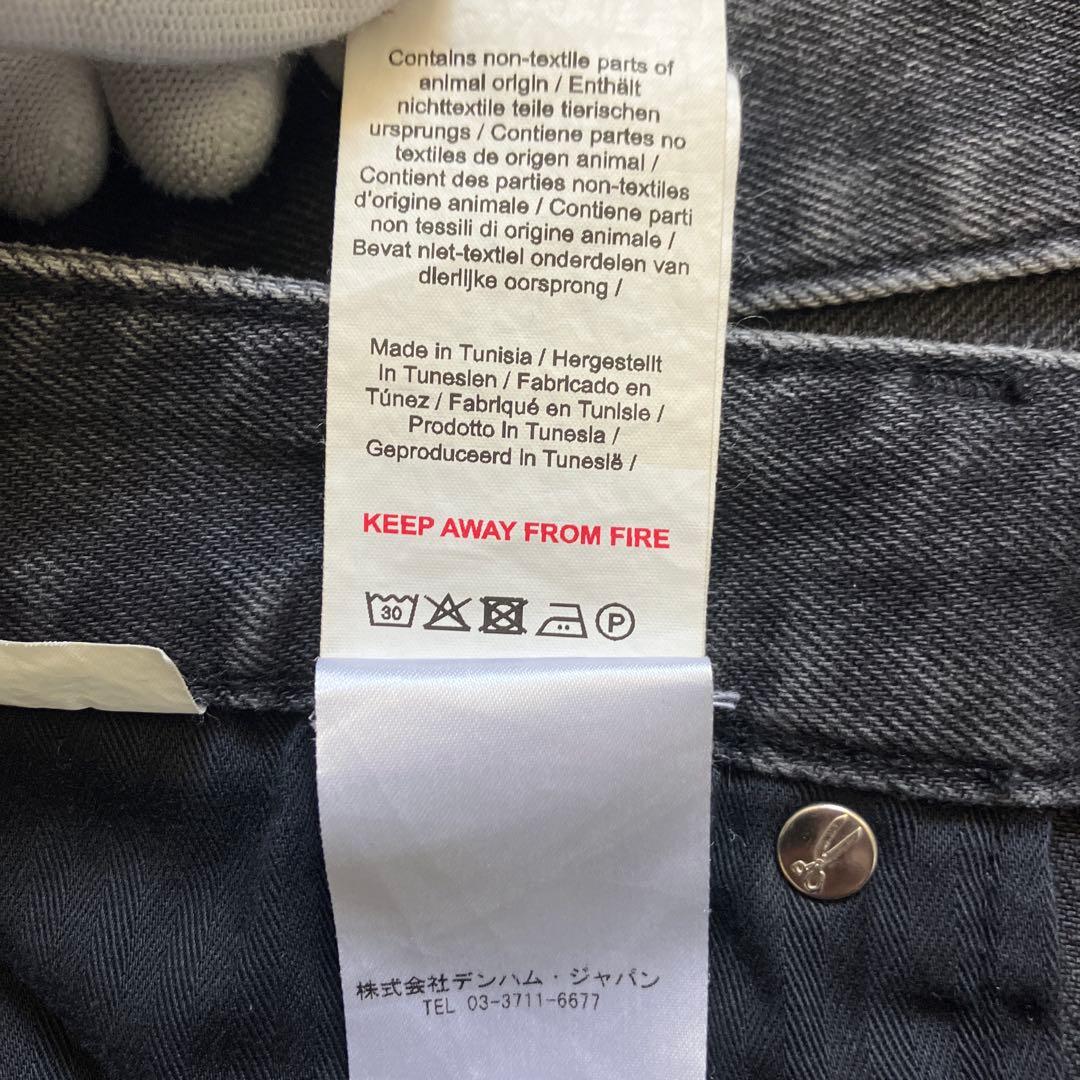 Contains non-textile parts of
animal origin / Enthält
nichttextile teile tierischen
ursprungs / Contiene partes no
textiles de origen animal /
Contient des parties non-textiles
d'origine animale / Contiene parti
non tessili di origine animale /
Bevat niet-textiel onderdelen van
dierlijke oorsprong /
Made in Tunisia / Hergestellt
in Tunesien / Fabricado en
Túnez / Fabriqué en Tunisie /
Prodotto in Tunesia /
Geproduceerd in Tunesië /
KEEP AWAY FROM FIRE
30
P
株式会社デンハム・ジャパン
TEL 03-3711-6677